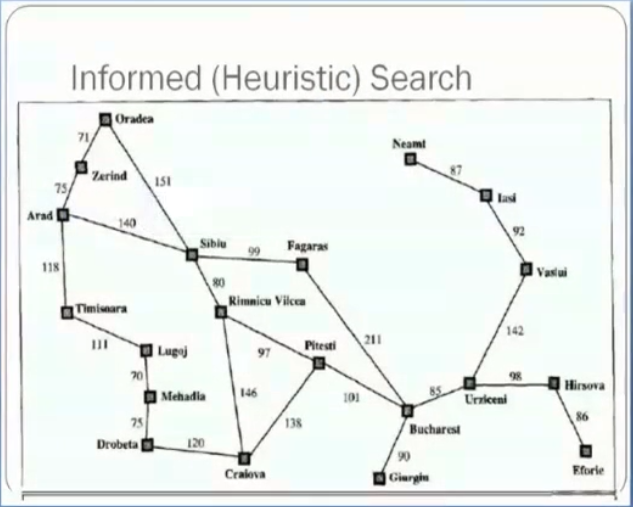 Informed (Heuristic) Search
Oradea
71
Neamt
87
Zerind
151
75
Iasi
Arad
140
92
Sibiu
99
Fagaras
118
80
Vaslui
Rimnicu Vilcea
Timisoara
211
142
111
Lugoj
97
Pitesti
70
98
Hirsova
146
85
Mehadia
101
Urziceni
138
86
75
Bucharest
Drobeta
120
90
Craiova
Giurgiu
Eforie